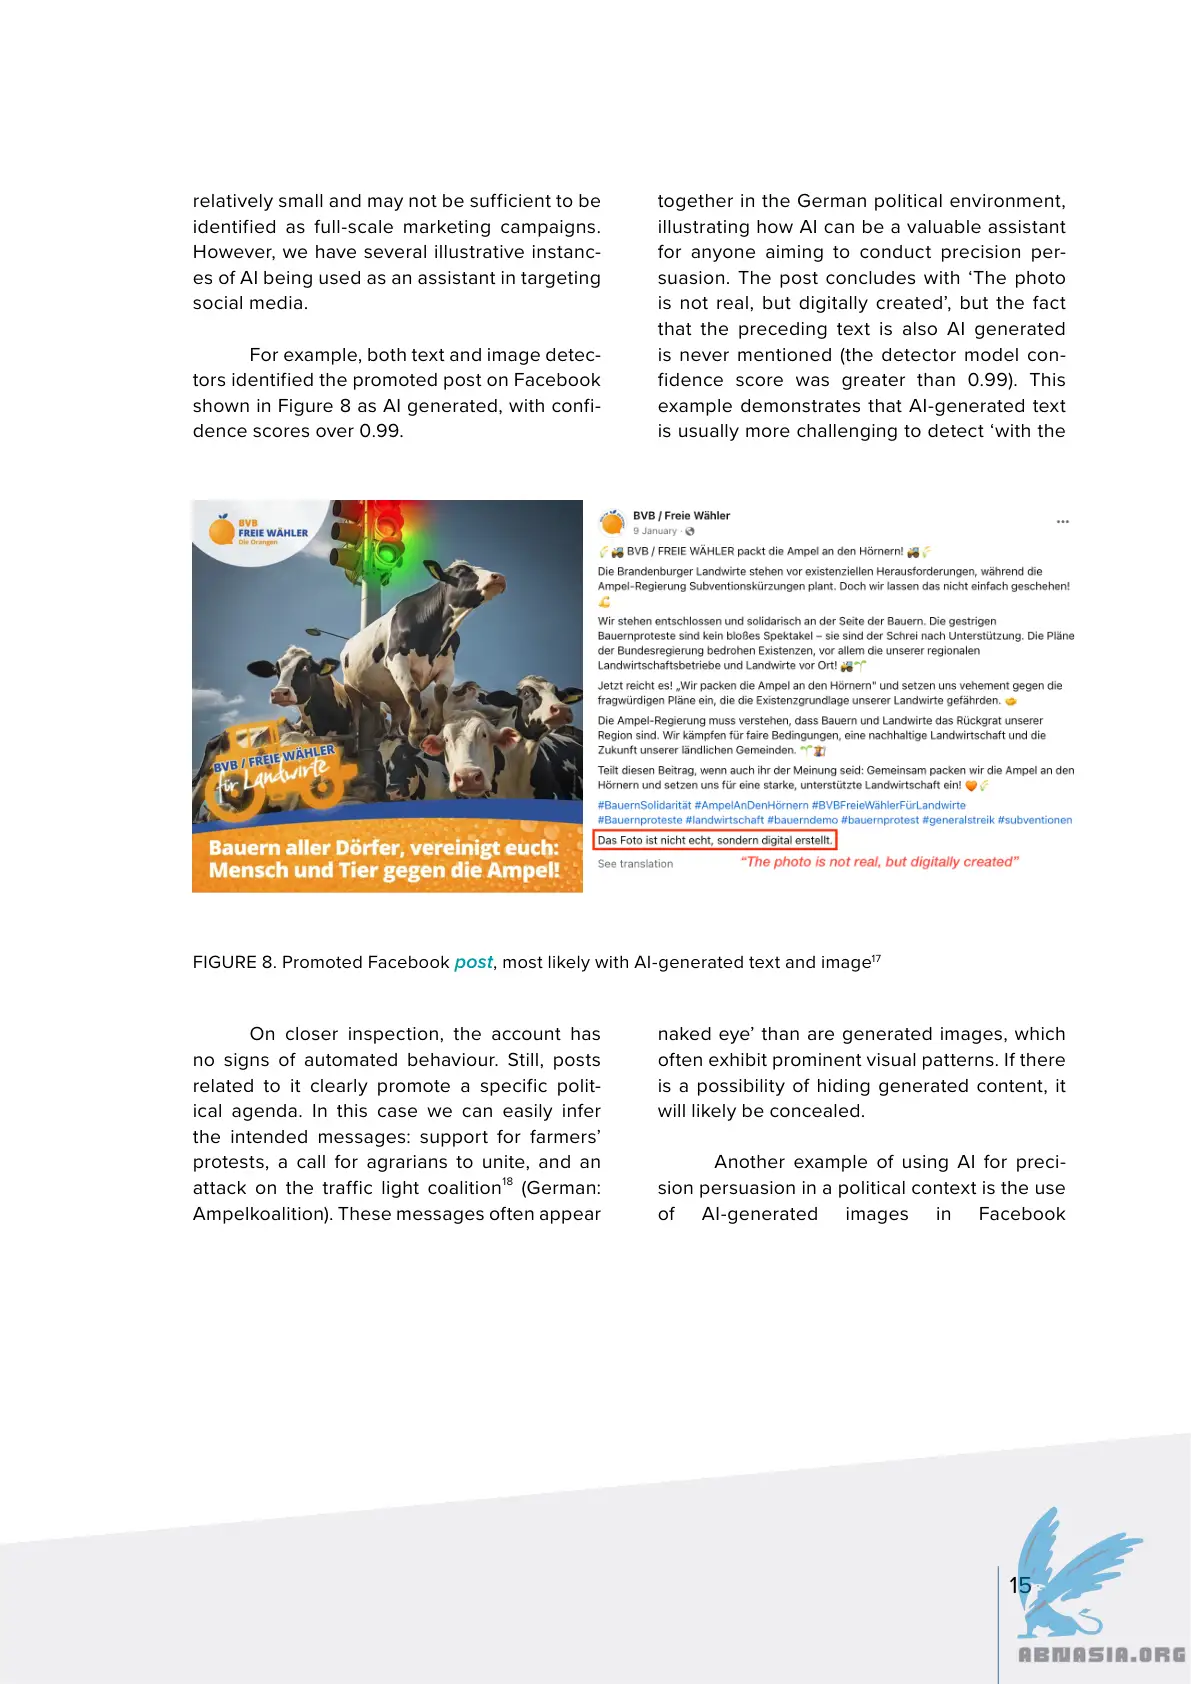 relatively small and may not be sufficient to be
identified as full-scale marketing campaigns.
However, we have several illustrative instanc-
es of AI being used as an assistant in targeting
social media.
For example, both text and image detec-
tors identified the promoted post on Facebook
shown in Figure 8 as AI generated, with confi-
dence scores over 0.99.
together in the German political environment,
illustrating how AI can be a valuable assistant
for anyone aiming to conduct precision per-
suasion. The post concludes with ‘The photo
is not real, but digitally created’, but the fact
that the preceding text is also AI generated
is never mentioned (the detector model con-
fidence score was greater than 0.99). This
example demonstrates that AI-generated text
is usually more challenging to detect ‘with the
BVB
FREIE WÄHLER
Die Orangen
BVB / FREIE WÄHLER
für Landwirte
Bauern aller Dörfer, vereinigt euch:
Mensch und Tier gegen die Ampel!
BVB / Freie Wähler
9 January ·
🌾🚜 BVB / FREIE WÄHLER packt die Ampel an den Hörnern! 🚜🌾
Die Brandenburger Landwirte stehen vor existenziellen Herausforderungen, während die
Ampel-Regierung Subventionskürzungen plant. Doch wir lassen das nicht einfach geschehen!
💪
Wir stehen entschlossen und solidarisch an der Seite der Bauern. Die gestrigen
Bauernproteste sind kein bloßes Spektakel – sie sind der Schrei nach Unterstützung. Die Pläne
der Bundesregierung bedrohen Existenzen, vor allem die unserer regionalen
Landwirtschaftsbetriebe und Landwirte vor Ort! 🚜🌱
Jetzt reicht es! „Wir packen die Ampel an den Hörnern" und setzen uns vehement gegen die
fragwürdigen Pläne ein, die die Existenzgrundlage unserer Landwirte gefährden.
Die Ampel-Regierung muss verstehen, dass Bauern und Landwirte das Rückgrat unserer
Region sind. Wir kämpfen für faire Bedingungen, eine nachhaltige Landwirtschaft und die
Zukunft unserer ländlichen Gemeinden. 🌱
Teilt diesen Beitrag, wenn auch ihr der Meinung seid: Gemeinsam packen wir die Ampel an den
Hörnern und setzen uns für eine starke, unterstützte Landwirtschaft ein! 🧡🌾
#BauernSolidarität #AmpelAnDenHörnern #BVBFreieWählerFürLandwirte
#Bauernproteste #landwirtschaft #bauerndemo #bauernprotest #generalstreik #subventionen
Das Foto ist nicht echt, sondern digital erstellt.
See translation
“The photo is not real, but digitally created”
FIGURE 8. Promoted Facebook post, most likely with AI-generated text and image17
On closer inspection, the account has
no signs of automated behaviour. Still, posts
related to it clearly promote a specific polit-
ical agenda. In this case we can easily infer
the intended messages: support for farmers’
protests, a call for agrarians to unite, and an
attack on the traffic light coalition18 (German:
Ampelkoalition). These messages often appear
naked eye’ than are generated images, which
often exhibit prominent visual patterns. If there
is a possibility of hiding generated content, it
will likely be concealed.
Another example of using AI for preci-
sion persuasion in a political context is the use
of AI-generated images in Facebook
15
ABNASIA.ORG